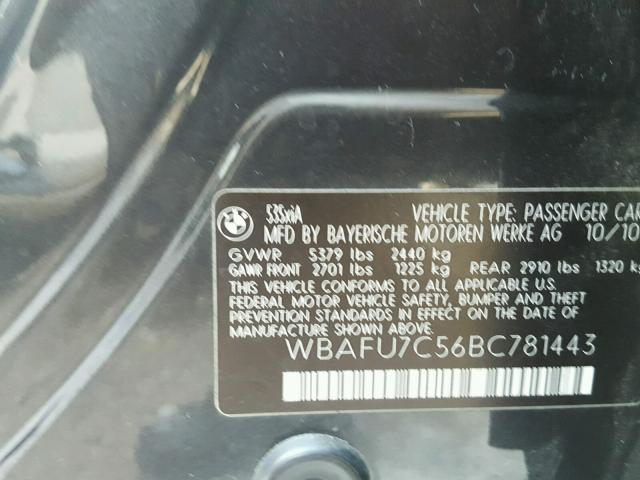 535xiA VEHICLE TYPE: PASSENGER CAR
MFD BY BAYERISCHE MOTOREN WERKE AG 10/10
GVWR 5379 lbs 2440 kg
GAWR FRONT 2701 lbs 1225 kg REAR 2910 lbs 1320 k
THIS VEHICLE CONFORMS TO ALL APPLICABLE U.S.
FEDERAL MOTOR VEHICLE SAFETY, BUMPER AND THEFT
PREVENTION STANDARDS IN EFFECT ON THE DATE OF
MANUFACTURE SHOWN ABOVE:
WBAFU7C56BC781443